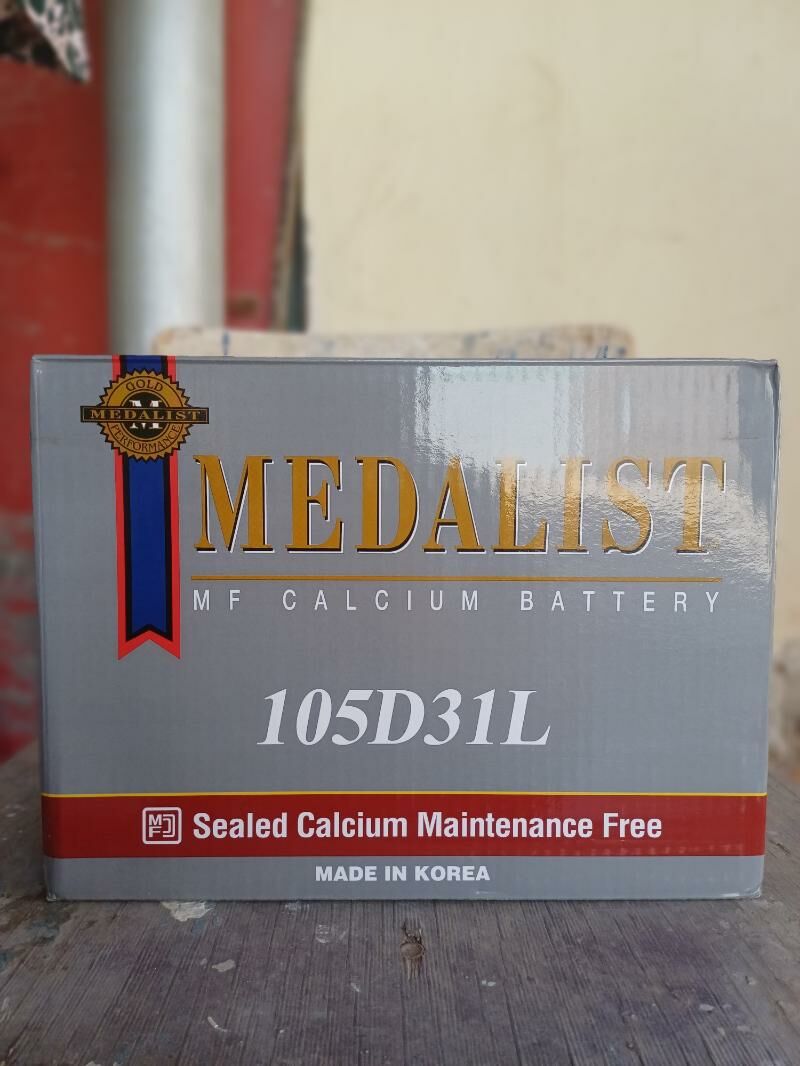 GOLD
MEDALIST
M
PERFORMANCE
MEDALIST
MF CALCIUM BATTERY
105D31L
MF Sealed Calcium Maintenance Free
MADE IN KOREA